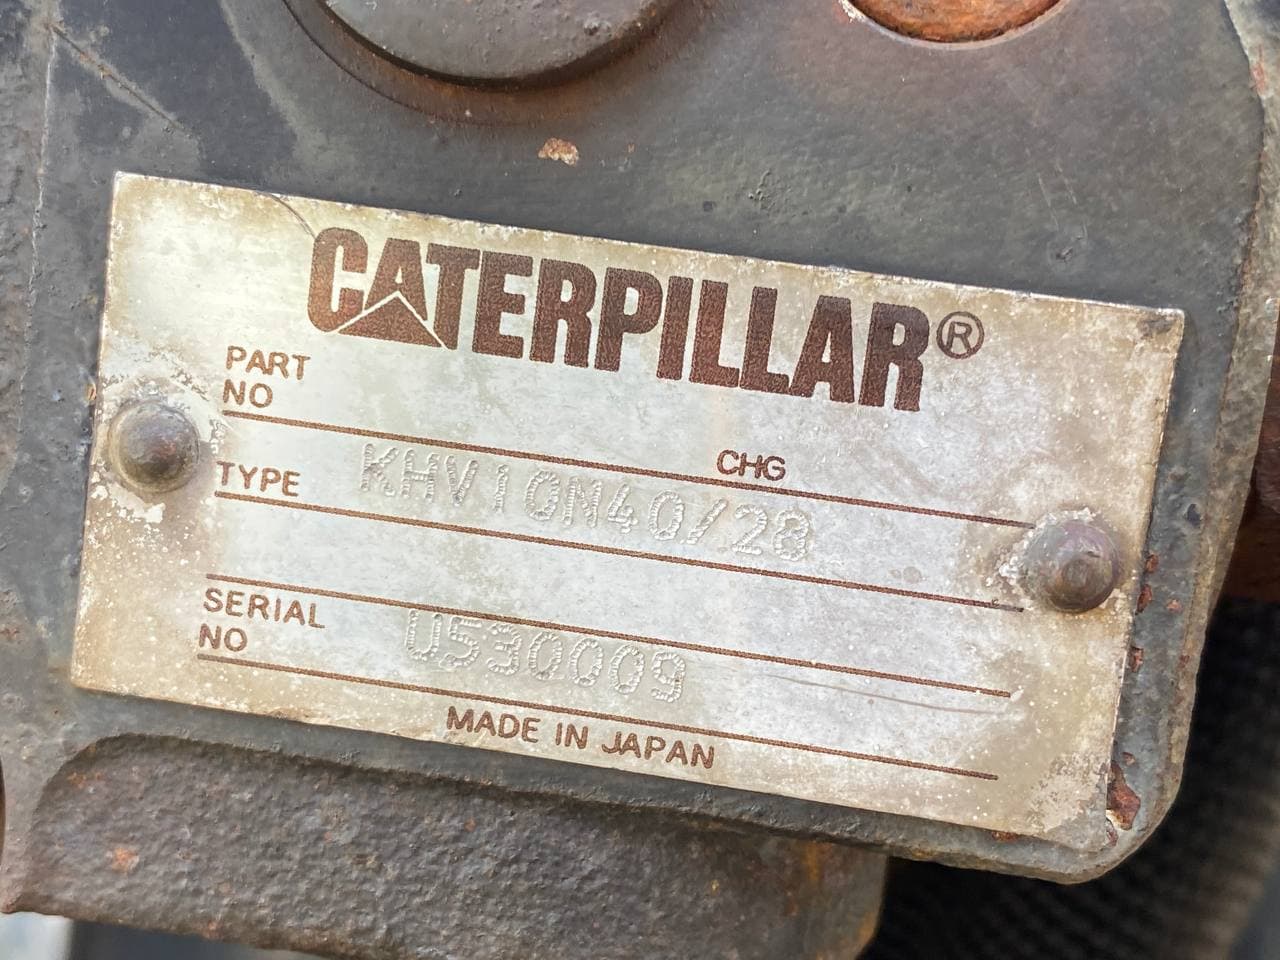 CATERPILLAR®
PART
NO
CHG
TYPE KHV10N40/28
SERIAL
NO U530009
MADE IN JAPAN